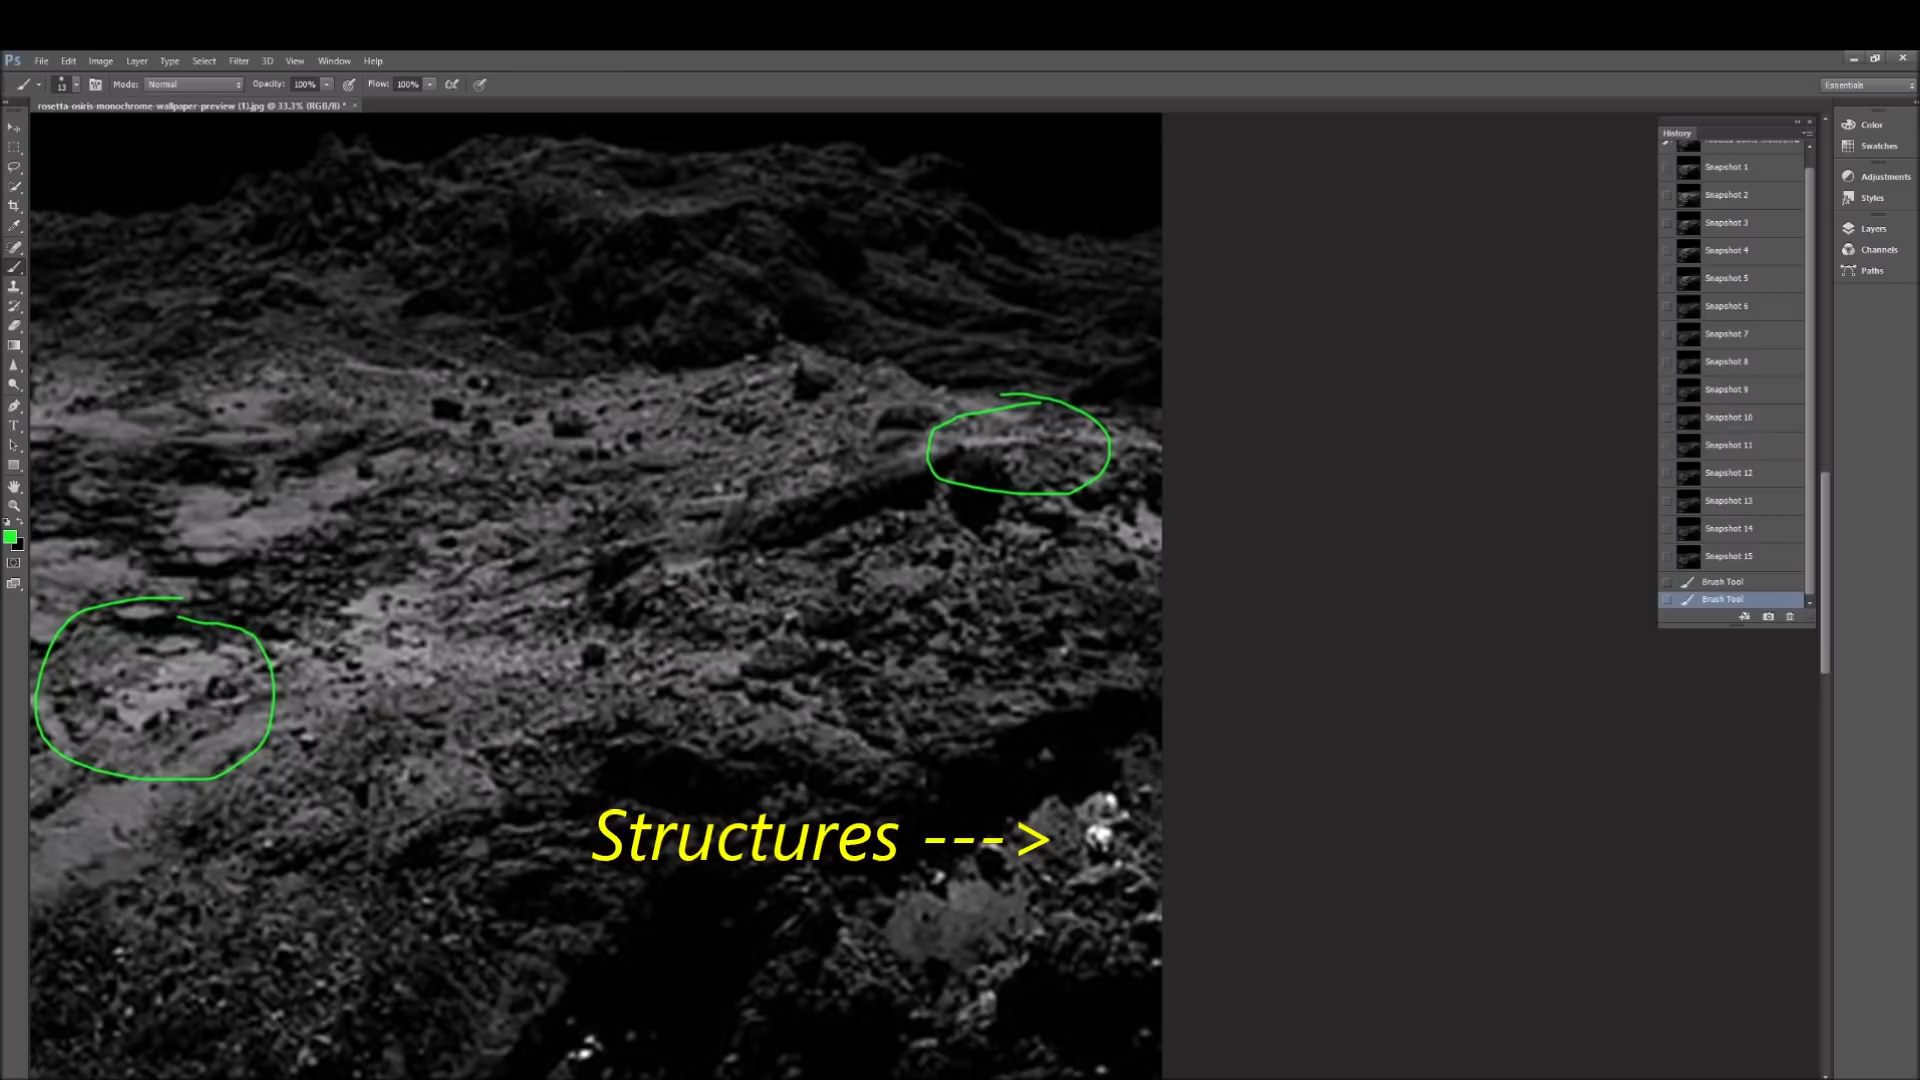 Ps File Edit Image Layer Type Select Filter 3D View Window Help
13 Mode: Normal Opacity: 100% Flow: 100% Essentials
rosetta-osiris-monochrome-wallpaper-preview (1).jpg @ 33.3% (RGB/8) * ×
History
Snapshot 1
Snapshot 2
Snapshot 3
Snapshot 4
Snapshot 5
Snapshot 6
Snapshot 7
Snapshot 8
Snapshot 9
Snapshot 10
Snapshot 11
Snapshot 12
Snapshot 13
Snapshot 14
Snapshot 15
Brush Tool
Brush Tool
Color
Swatches
Adjustments
Styles
Layers
Channels
Paths
Structures --->